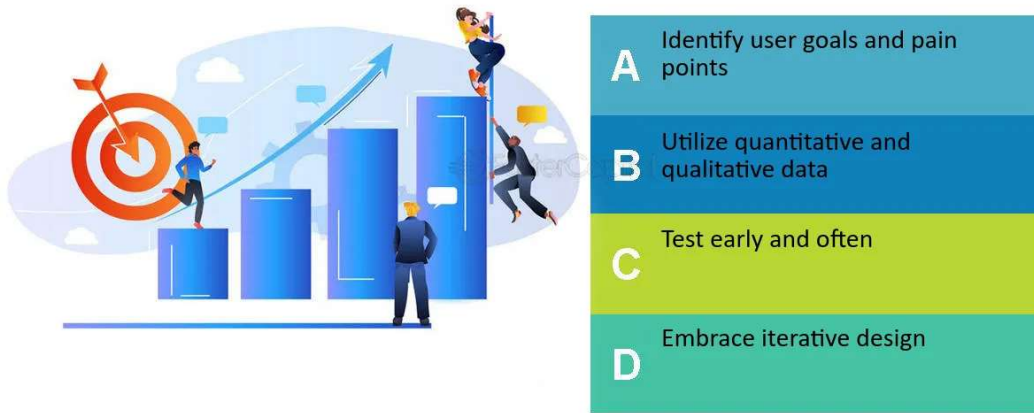 A
Identify user goals and pain
points
B
Utilize quantitative and
qualitative data
C
Test early and often
D
Embrace iterative design